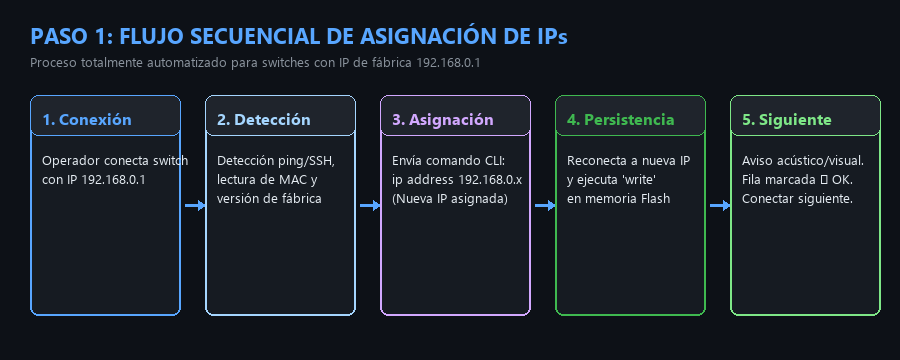 PASO 1: FLUJO SECUENCIAL DE ASIGNACIÓN DE IPs
Proceso totalmente automatizado para switches con IP de fábrica 192.168.0.1
1. Conexión
Operador conecta switch
con IP 192.168.0.1
2. Detección
Detección ping/SSH,
lectura de MAC y
versión de fábrica
3. Asignación
Envía comando CLI:
ip address 192.168.0.x
(Nueva IP asignada)
4. Persistencia
Reconecta a nueva IP
y ejecuta 'write'
en memoria Flash
5. Siguiente
Aviso acústico/visual.
Fila marcada ▯ OK.
Conectar siguiente.